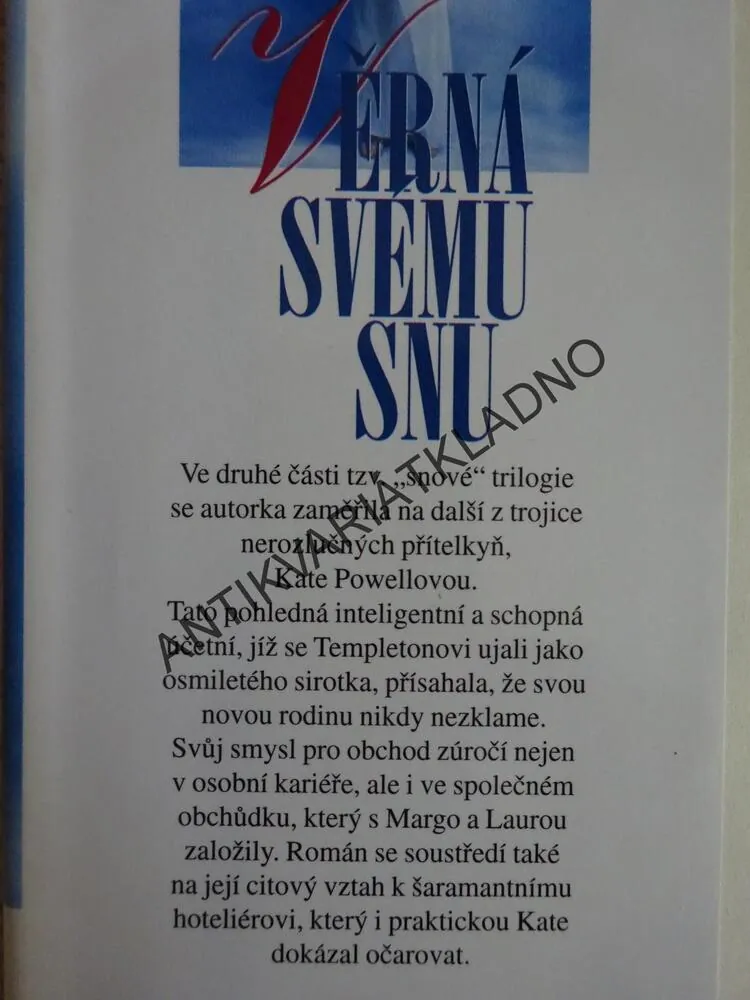 VĚRNÁ
SVÉMU
SNU
Ve druhé části tzv. „snové“ trilogie
se autorka zaměřila na další z trojice
nerozlučných přítelkyň,
Kate Powellovou.
Tato pohledná inteligentní a schopná
účetní, jíž se Templetonovi ujali jako
osmiletého sirotka, přísahala, že svou
novou rodinu nikdy nezklame.
Svůj smysl pro obchod zúročí nejen
v osobní kariéře, ale i ve společném
obchůdku, který s Margo a Laurou
založily. Román se soustředí také
na její citový vztah k šaramantnímu
hoteliérovi, který i praktickou Kate
dokázal očarovat.
ANTIKVARIATKLADNO